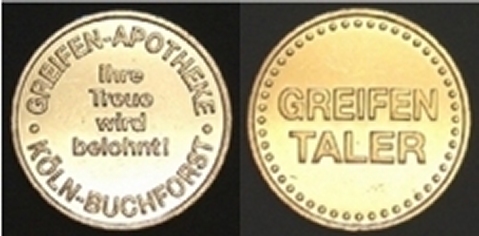 GREIFEN-APOTHEKE
Ihre
Treue
wird
belohnt!
KÖLN-BUCHFORST
GREIFEN
TALER